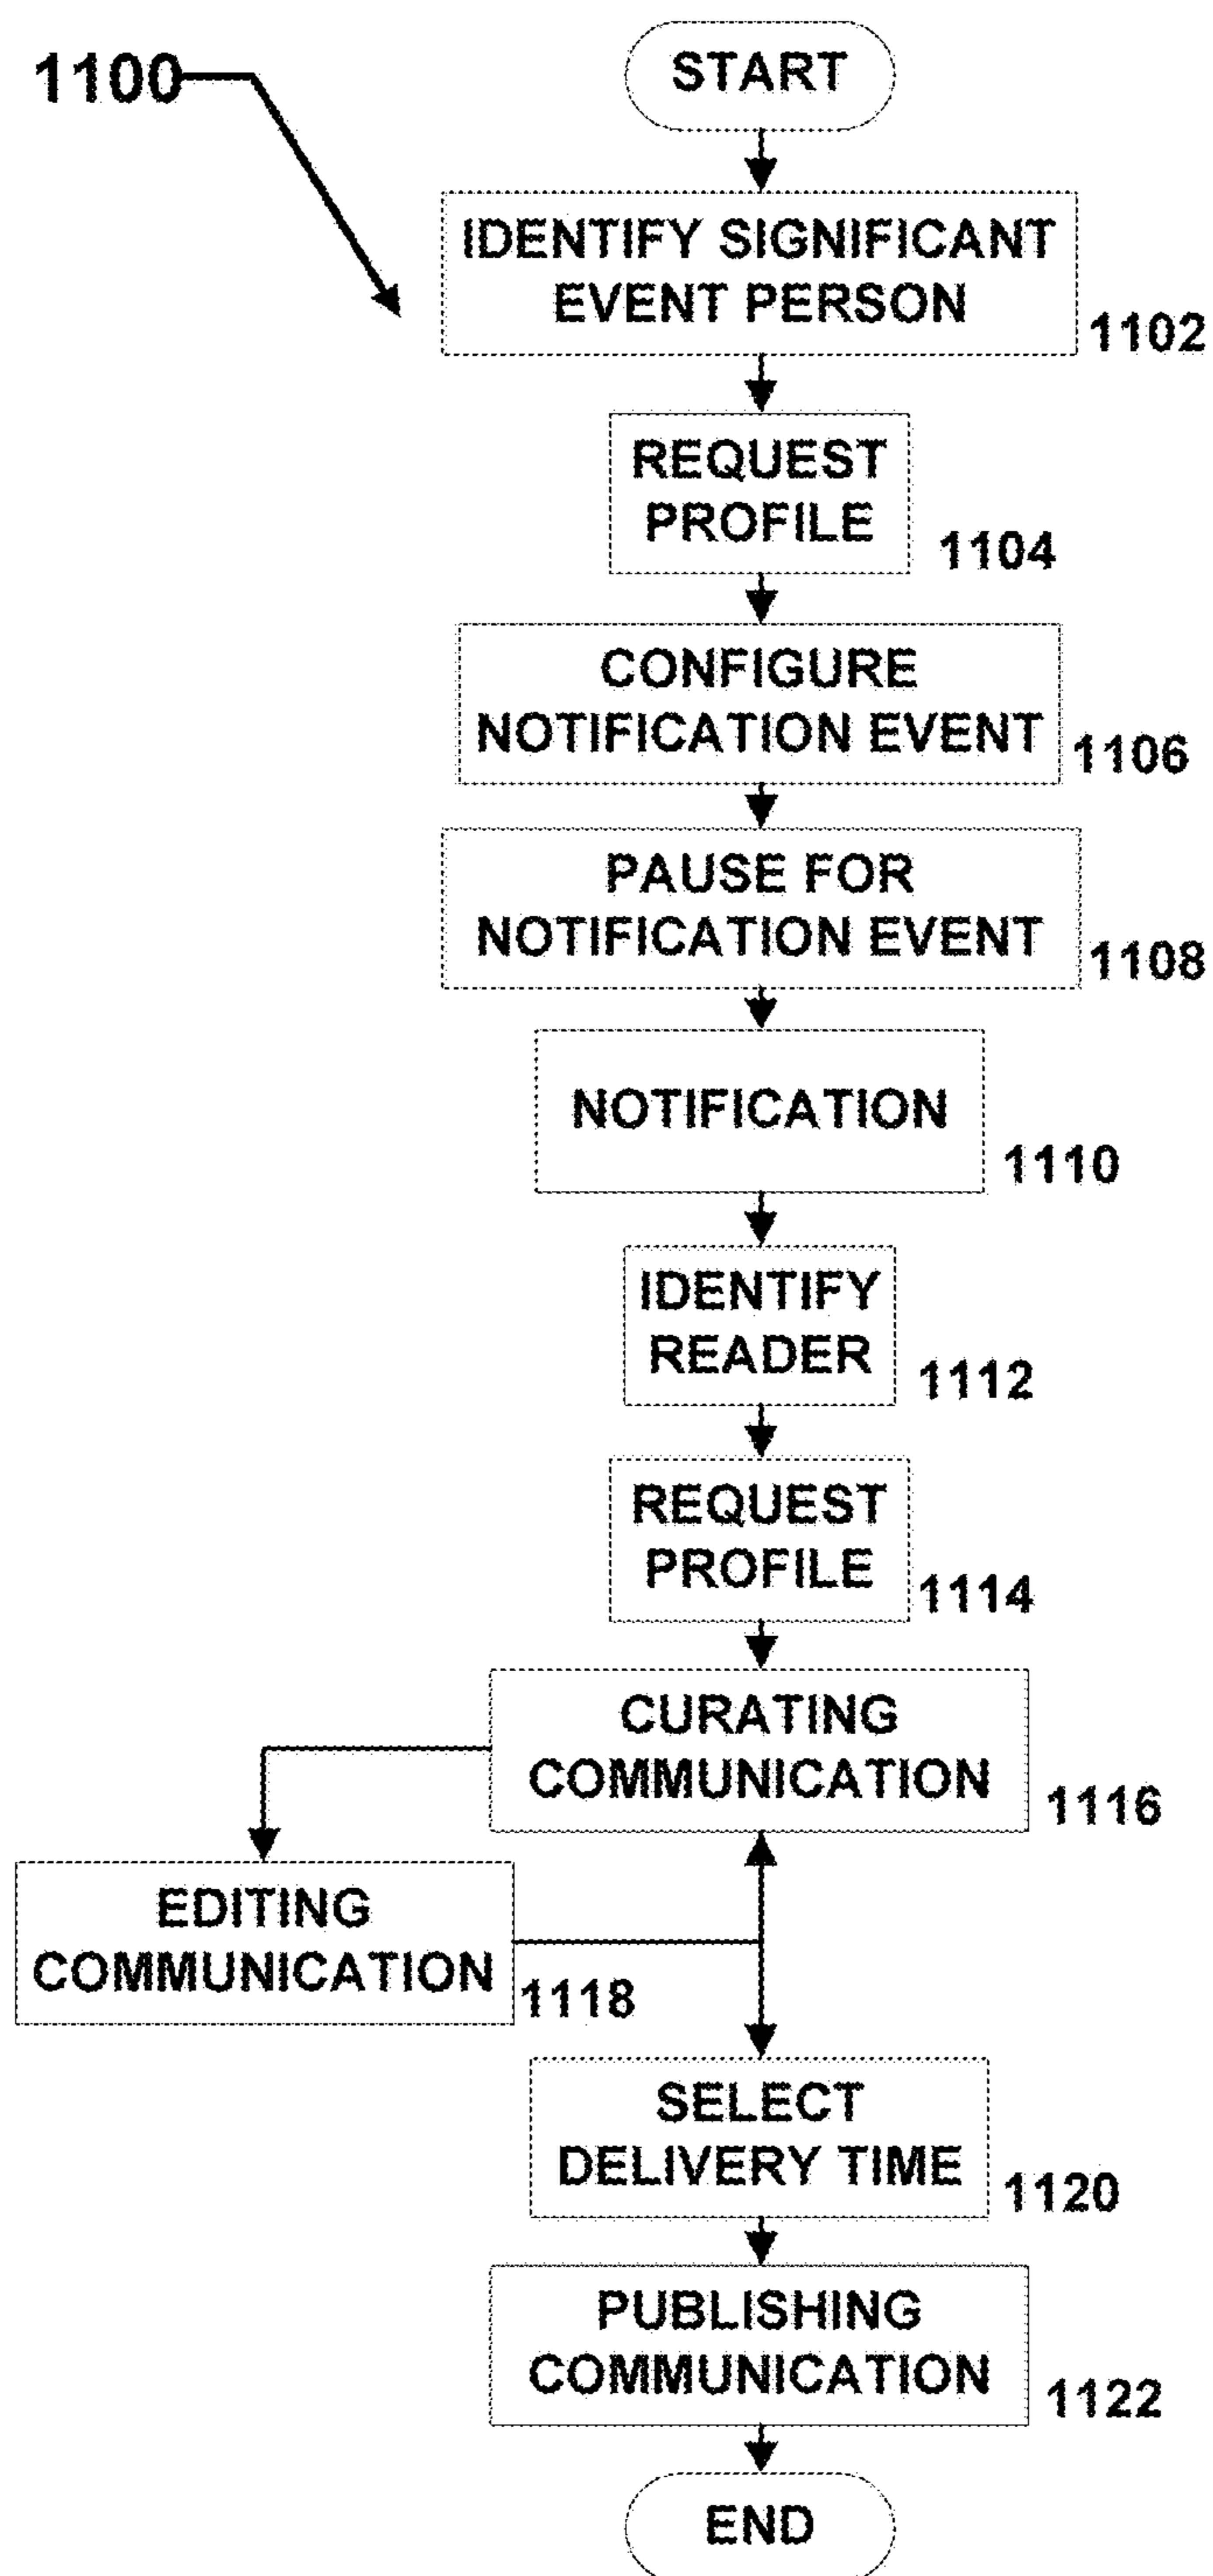 1100
START
IDENTIFY SIGNIFICANT
EVENT PERSON
1102
REQUEST
PROFILE
1104
CONFIGURE
NOTIFICATION EVENT
1106
PAUSE FOR
NOTIFICATION EVENT
1108
NOTIFICATION
1110
IDENTIFY
READER
1112
REQUEST
PROFILE
1114
CURATING
COMMUNICATION
1116
EDITING
COMMUNICATION
1118
SELECT
DELIVERY TIME
1120
PUBLISHING
COMMUNICATION
1122
END